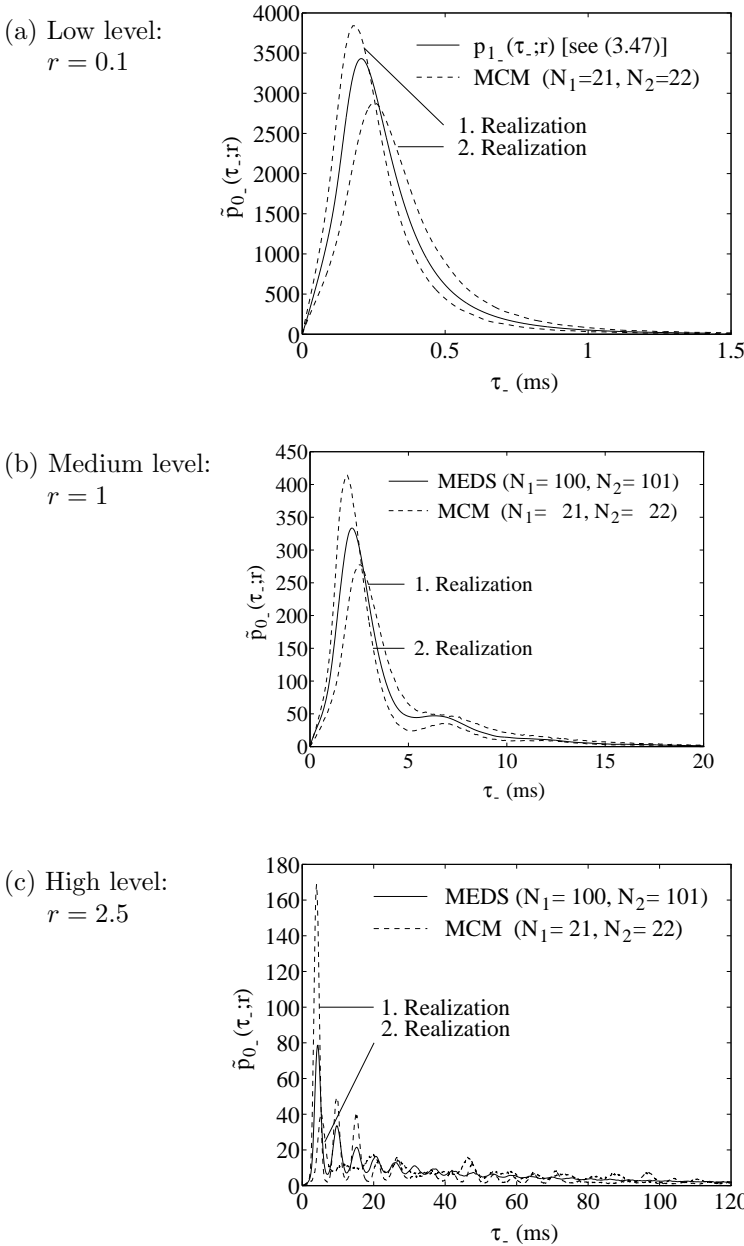 (a) Low level:
r = 0.1
4000
3500
3000
2500
2000
1500
1000
500
0
p̃0_(τ_;r)
p1_(τ_;r) [see (3.47)]
MCM (N1=21, N2=22)
1. Realization
2. Realization
0 0.5 1 1.5
τ_ (ms)
(b) Medium level:
r = 1
450
400
350
300
250
200
150
100
50
0
p̃0_(τ_;r)
MEDS (N1= 100, N2= 101)
MCM (N1= 21, N2= 22)
1. Realization
2. Realization
0 5 10 15 20
τ_ (ms)
(c) High level:
r = 2.5
180
160
140
120
100
80
60
40
20
0
p̃0_(τ_;r)
MEDS (N1= 100, N2= 101)
MCM (N1= 21, N2= 22)
1. Realization
2. Realization
0 20 40 60 80 100 120
τ_ (ms)